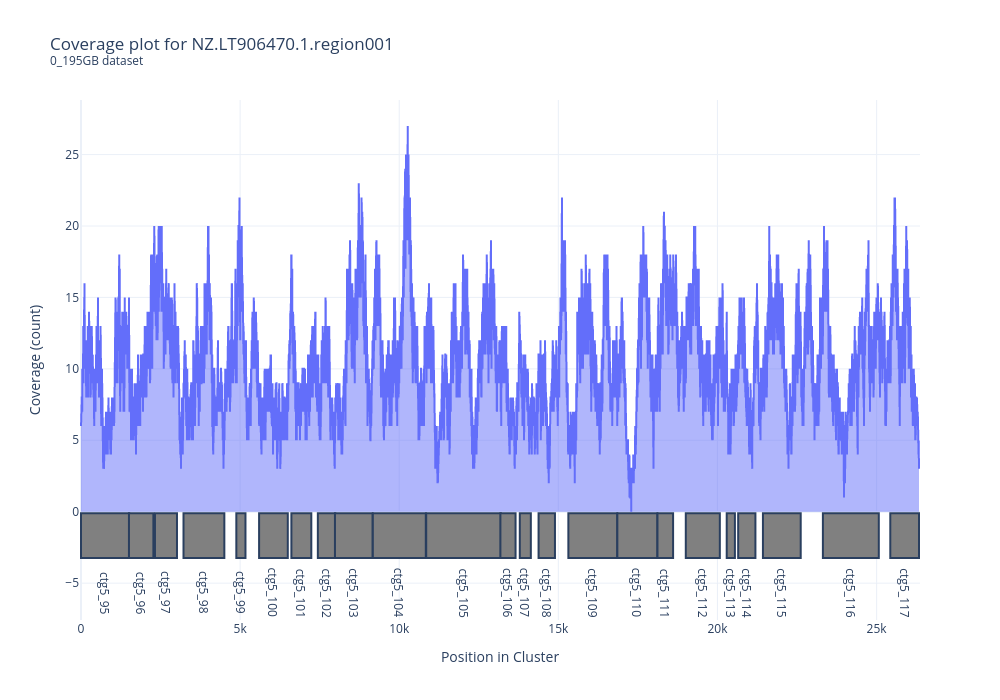 Coverage plot for NZ.LT906470.1.region001
0_195GB dataset
Coverage (count)
25
20
15
10
5
0
−5
ctg5_95
ctg5_96
ctg5_97
ctg5_98
ctg5_99
ctg5_100
ctg5_101
ctg5_102
ctg5_103
ctg5_104
ctg5_105
ctg5_106
ctg5_107
ctg5_108
ctg5_109
ctg5_110
ctg5_111
ctg5_112
ctg5_113
ctg5_114
ctg5_115
ctg5_116
ctg5_117
0
5k
10k
15k
20k
25k
Position in Cluster